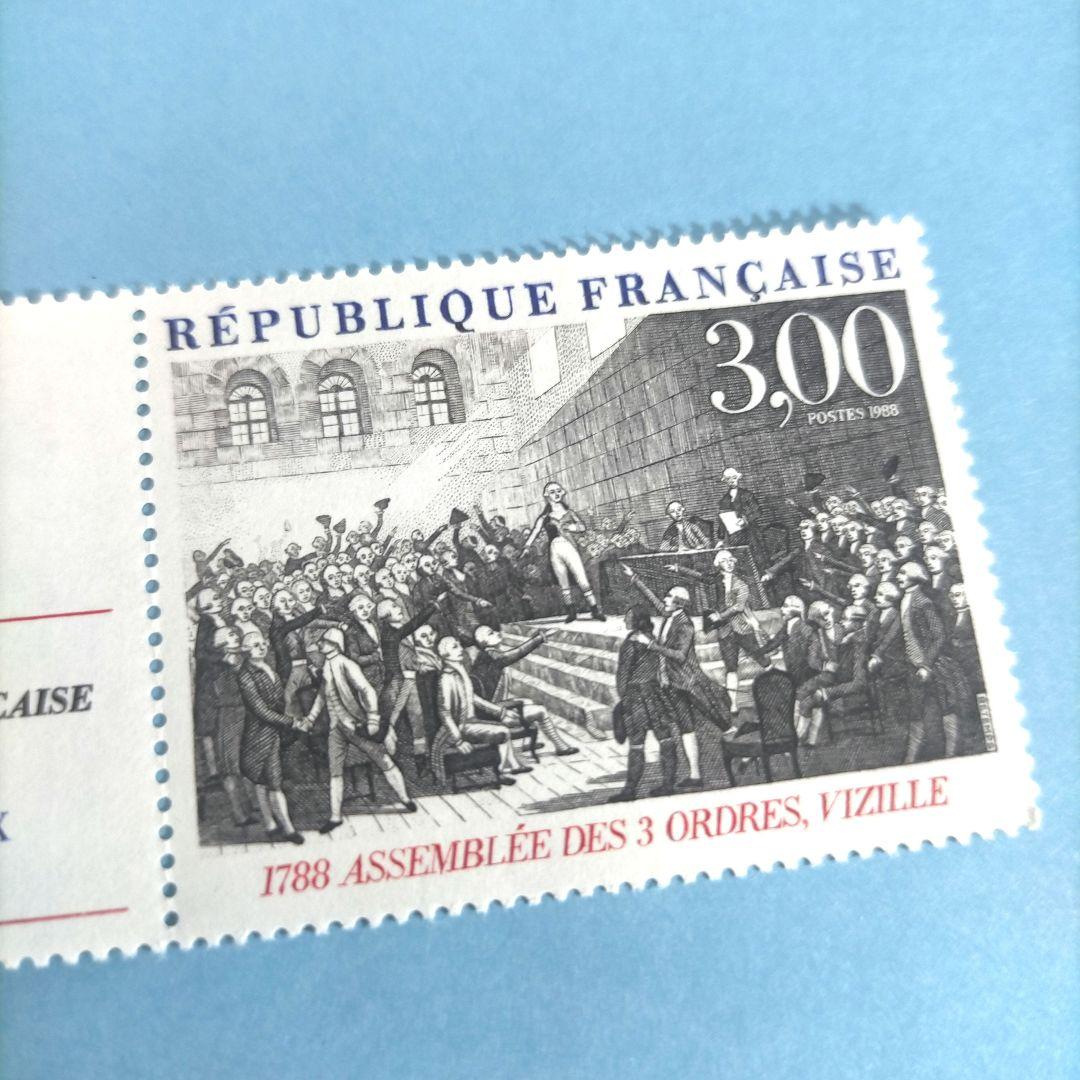 RÉPUBLIQUE FRANÇAISE
3,00
POSTES 1988
ÇAISE
X
1788 ASSEMBLÉE DES 3 ORDRES, VIZILLE